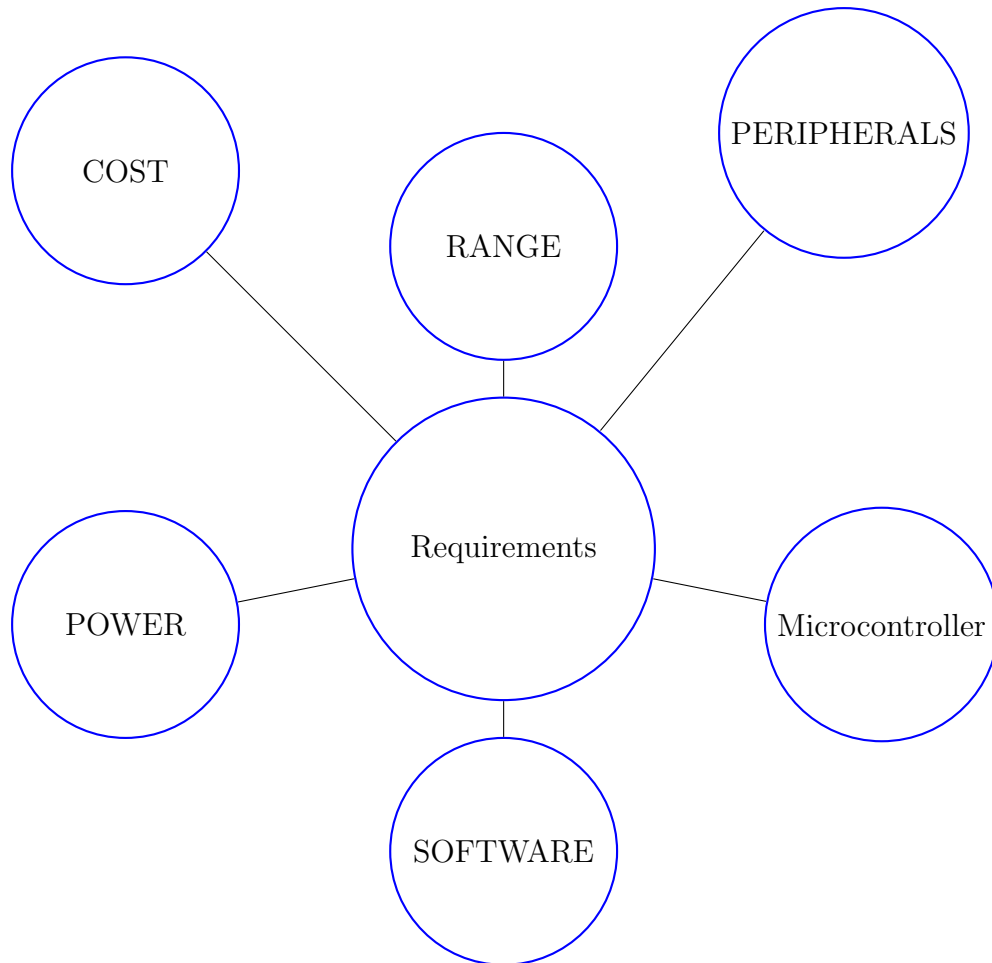 PERIPHERALS
COST
RANGE
Requirements
POWER
Microcontroller
SOFTWARE